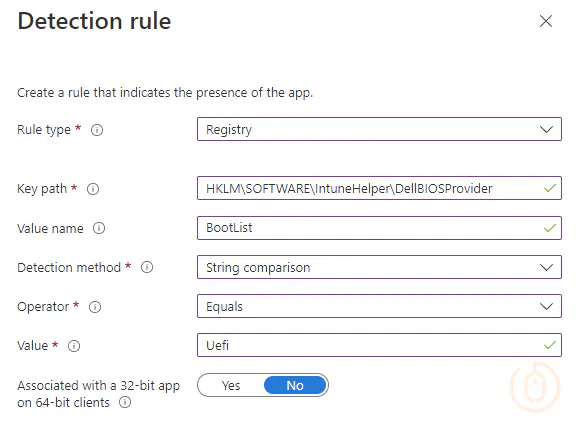 Detection rule
Create a rule that indicates the presence of the app.
Rule type *
Registry
Key path *
HKLM\SOFTWARE\IntuneHelper\DellBIOSProvider
Value name
BootList
Detection method *
String comparison
Operator *
Equals
Value *
Uefi
Associated with a 32-bit app
on 64-bit clients
Yes No